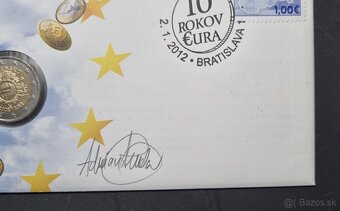 1,00€
10
ROKOV
€URA
2. 1. 2012 • BRATISLAVA 1
Bazos.sk